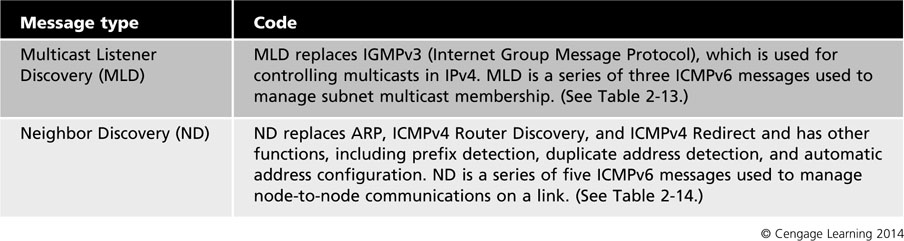 Message type Code
Multicast Listener
Discovery (MLD)
MLD replaces IGMPv3 (Internet Group Message Protocol), which is used for
controlling multicasts in IPv4. MLD is a series of three ICMPv6 messages used to
manage subnet multicast membership. (See Table 2-13.)
Neighbor Discovery (ND)
ND replaces ARP, ICMPv4 Router Discovery, and ICMPv4 Redirect and has other
functions, including prefix detection, duplicate address detection, and automatic
address configuration. ND is a series of five ICMPv6 messages used to manage
node-to-node communications on a link. (See Table 2-14.)
© Cengage Learning 2014